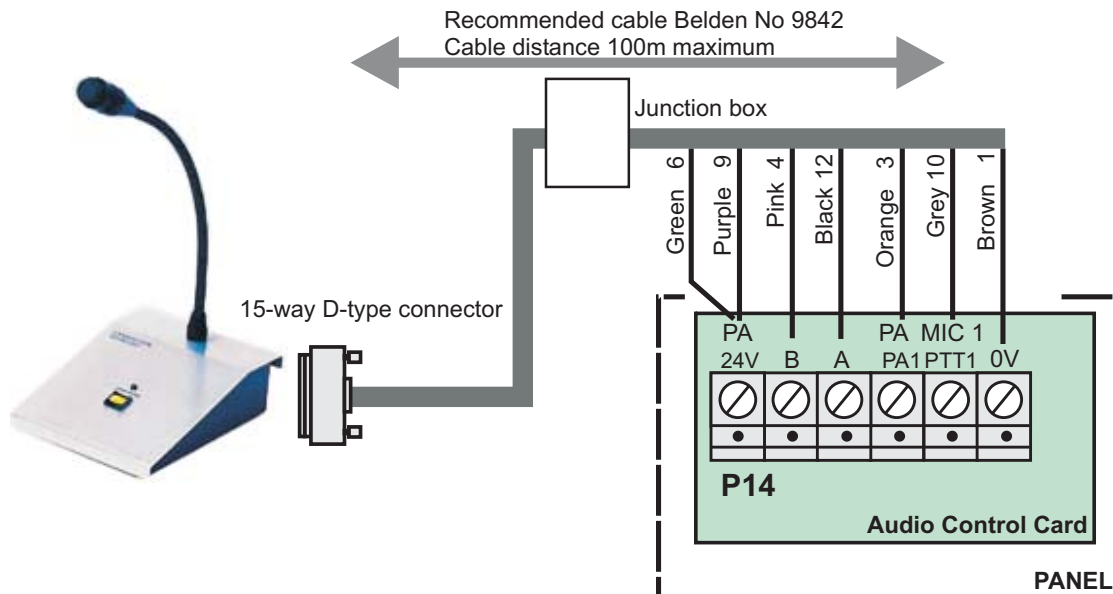 Recommended cable Belden No 9842
Cable distance 100m maximum
Junction box
Green 6
Purple 9
Pink 4
Black 12
Orange 3
Grey 10
Brown 1
15-way D-type connector
PA PA MIC 1
24V B A PA1 PTT1 0V
P14
Audio Control Card
PANEL